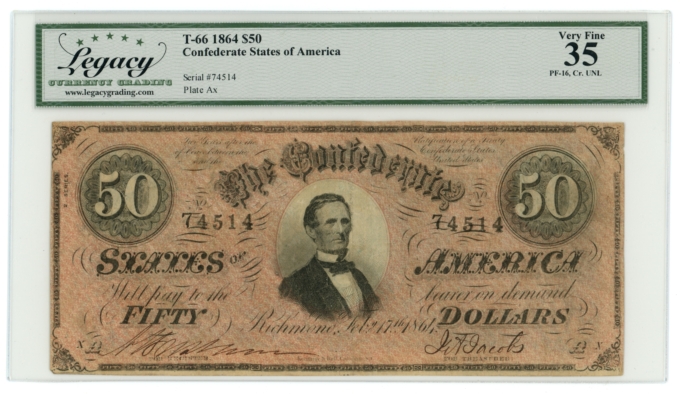 Legacy
CURRENCY GRADING
www.legacygrading.com
T-66 1864 $50
Confederate States of America
Serial #74514
Plate Ax
Very Fine
35
PF-16, Cr. UNL
The Confederate
50
50
74514
74514
STATES OF AMERICA
Will pay to the bearer on demand
FIFTY DOLLARS
Richmond, Feby. 17th 1864